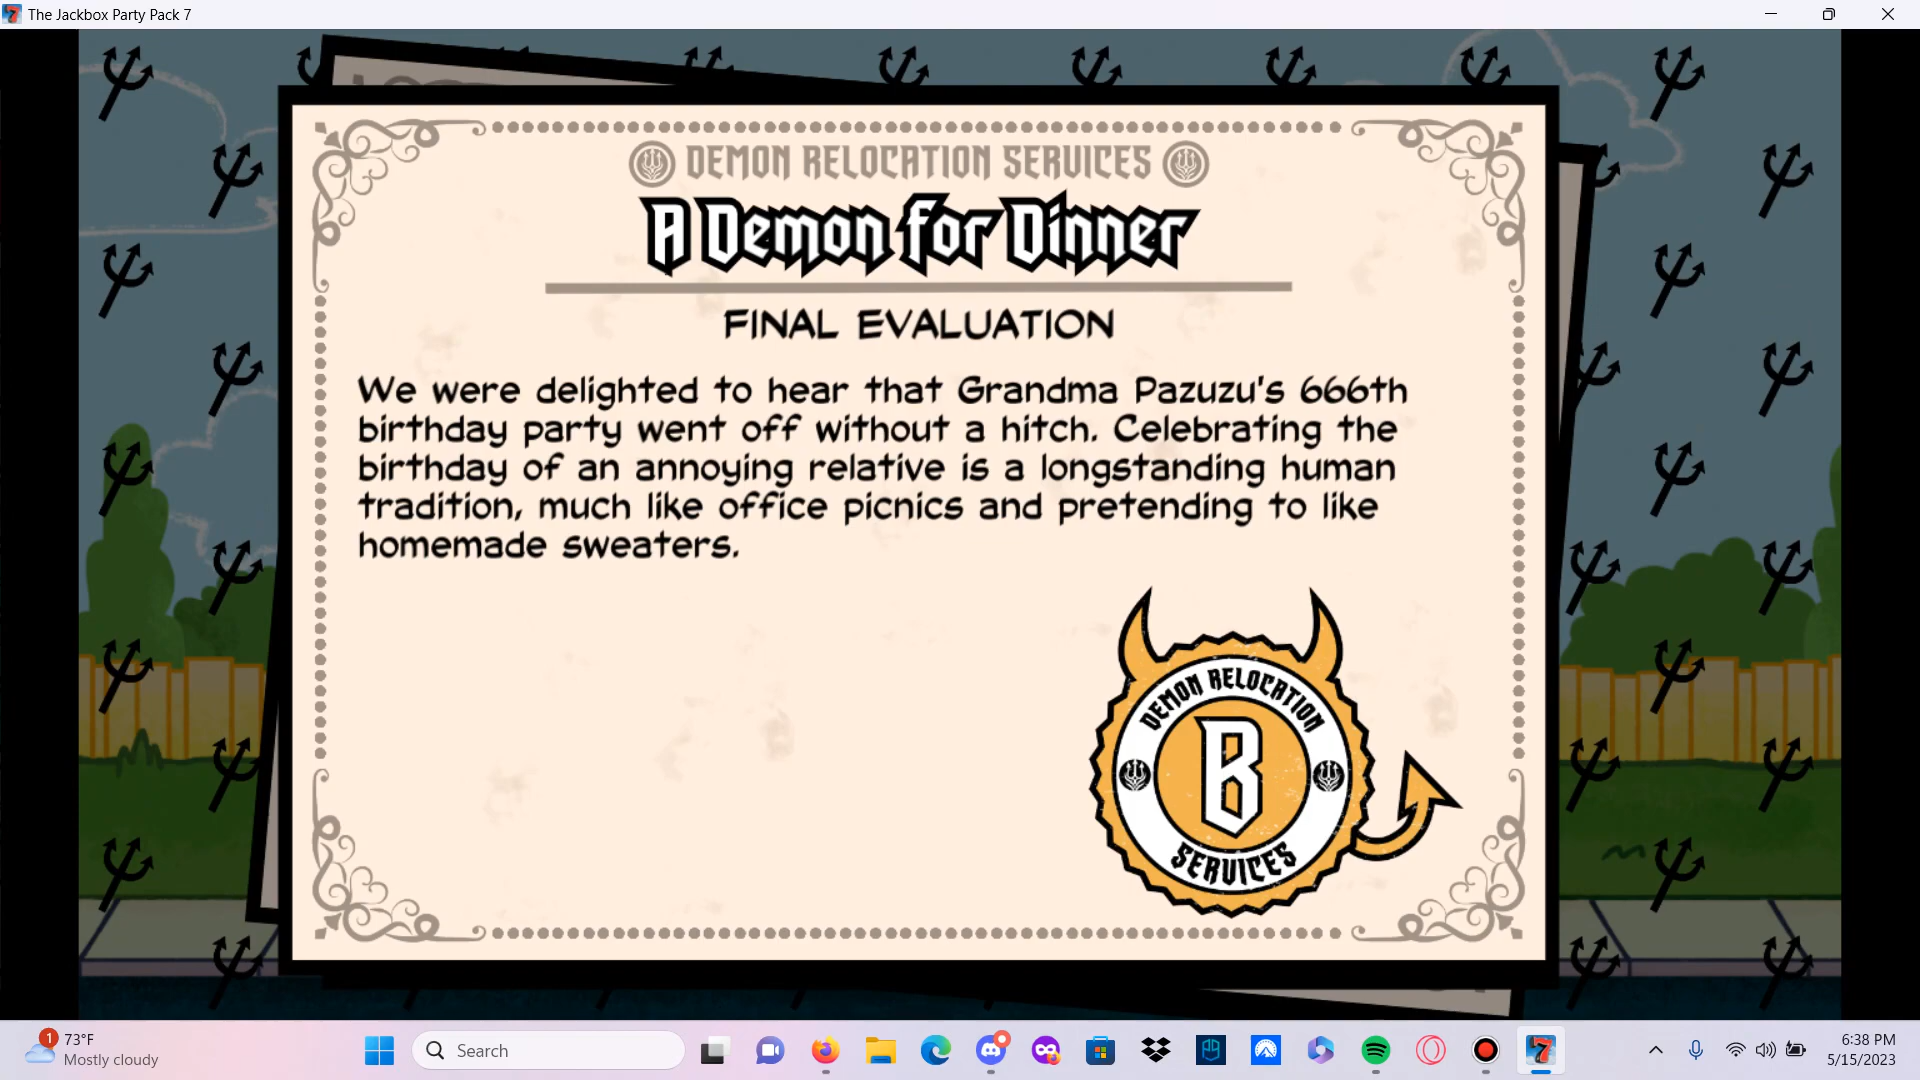 The Jackbox Party Pack 7
DEMON RELOCATION SERVICES
A Demon for Dinner
FINAL EVALUATION
We were delighted to hear that Grandma Pazuzu's 666th
birthday party went off without a hitch. Celebrating the
birthday of an annoying relative is a longstanding human
tradition, much like office picnics and pretending to like
homemade sweaters.
DEMON RELOCATION
B
SERVICES
1
73°F
Mostly cloudy
Search
6:38 PM
5/15/2023